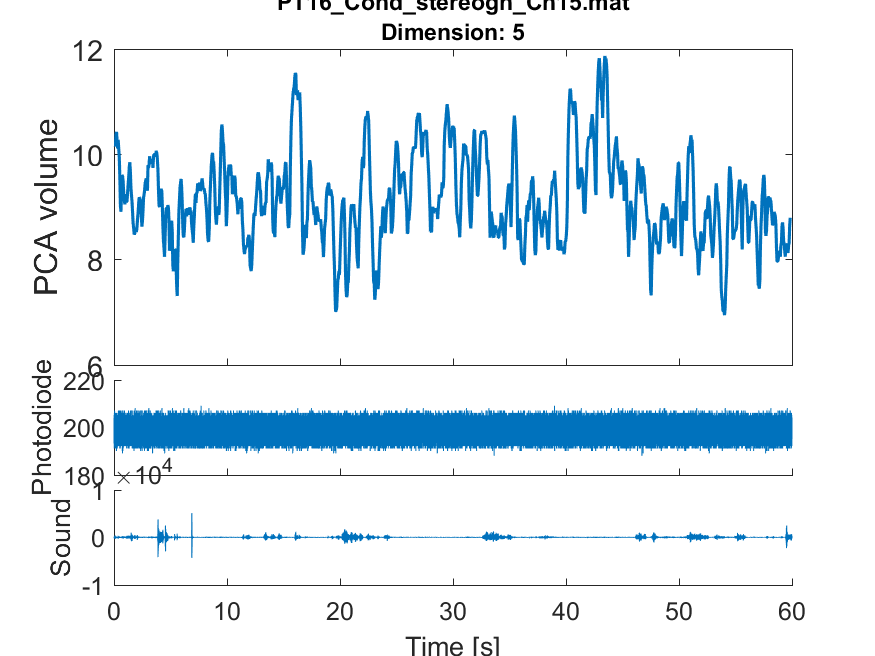 PT16_Cond_stereogn_Ch15.mat
Dimension: 5
12
10
8
6
PCA volume
220
200
180
Photodiode
×10⁴
1
0
-1
Sound
0 10 20 30 40 50 60
Time [s]